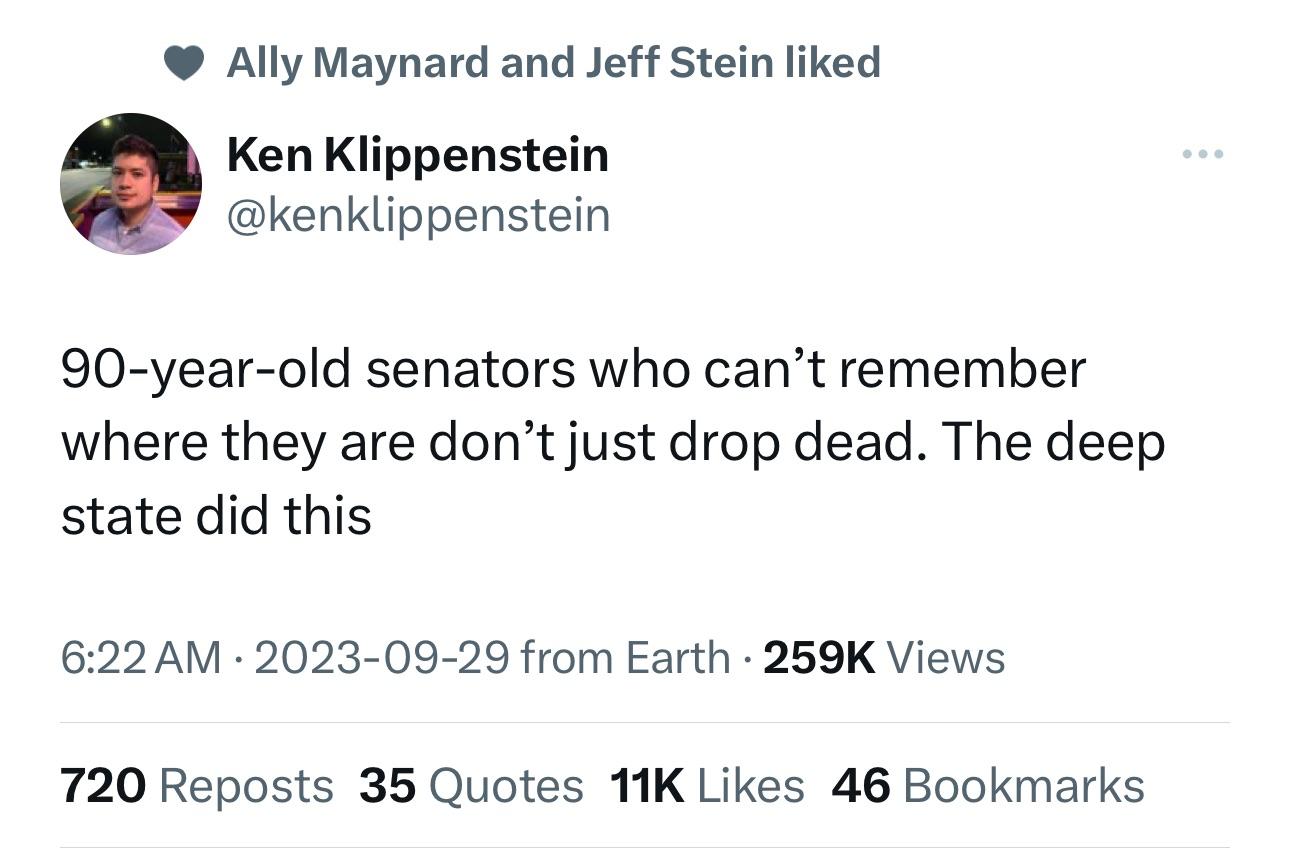 Ally Maynard and Jeff Stein liked
Ken Klippenstein
@kenklippenstein
90-year-old senators who can’t remember
where they are don’t just drop dead. The deep
state did this
6:22 AM · 2023-09-29 from Earth · 259K Views
720 Reposts 35 Quotes 11K Likes 46 Bookmarks